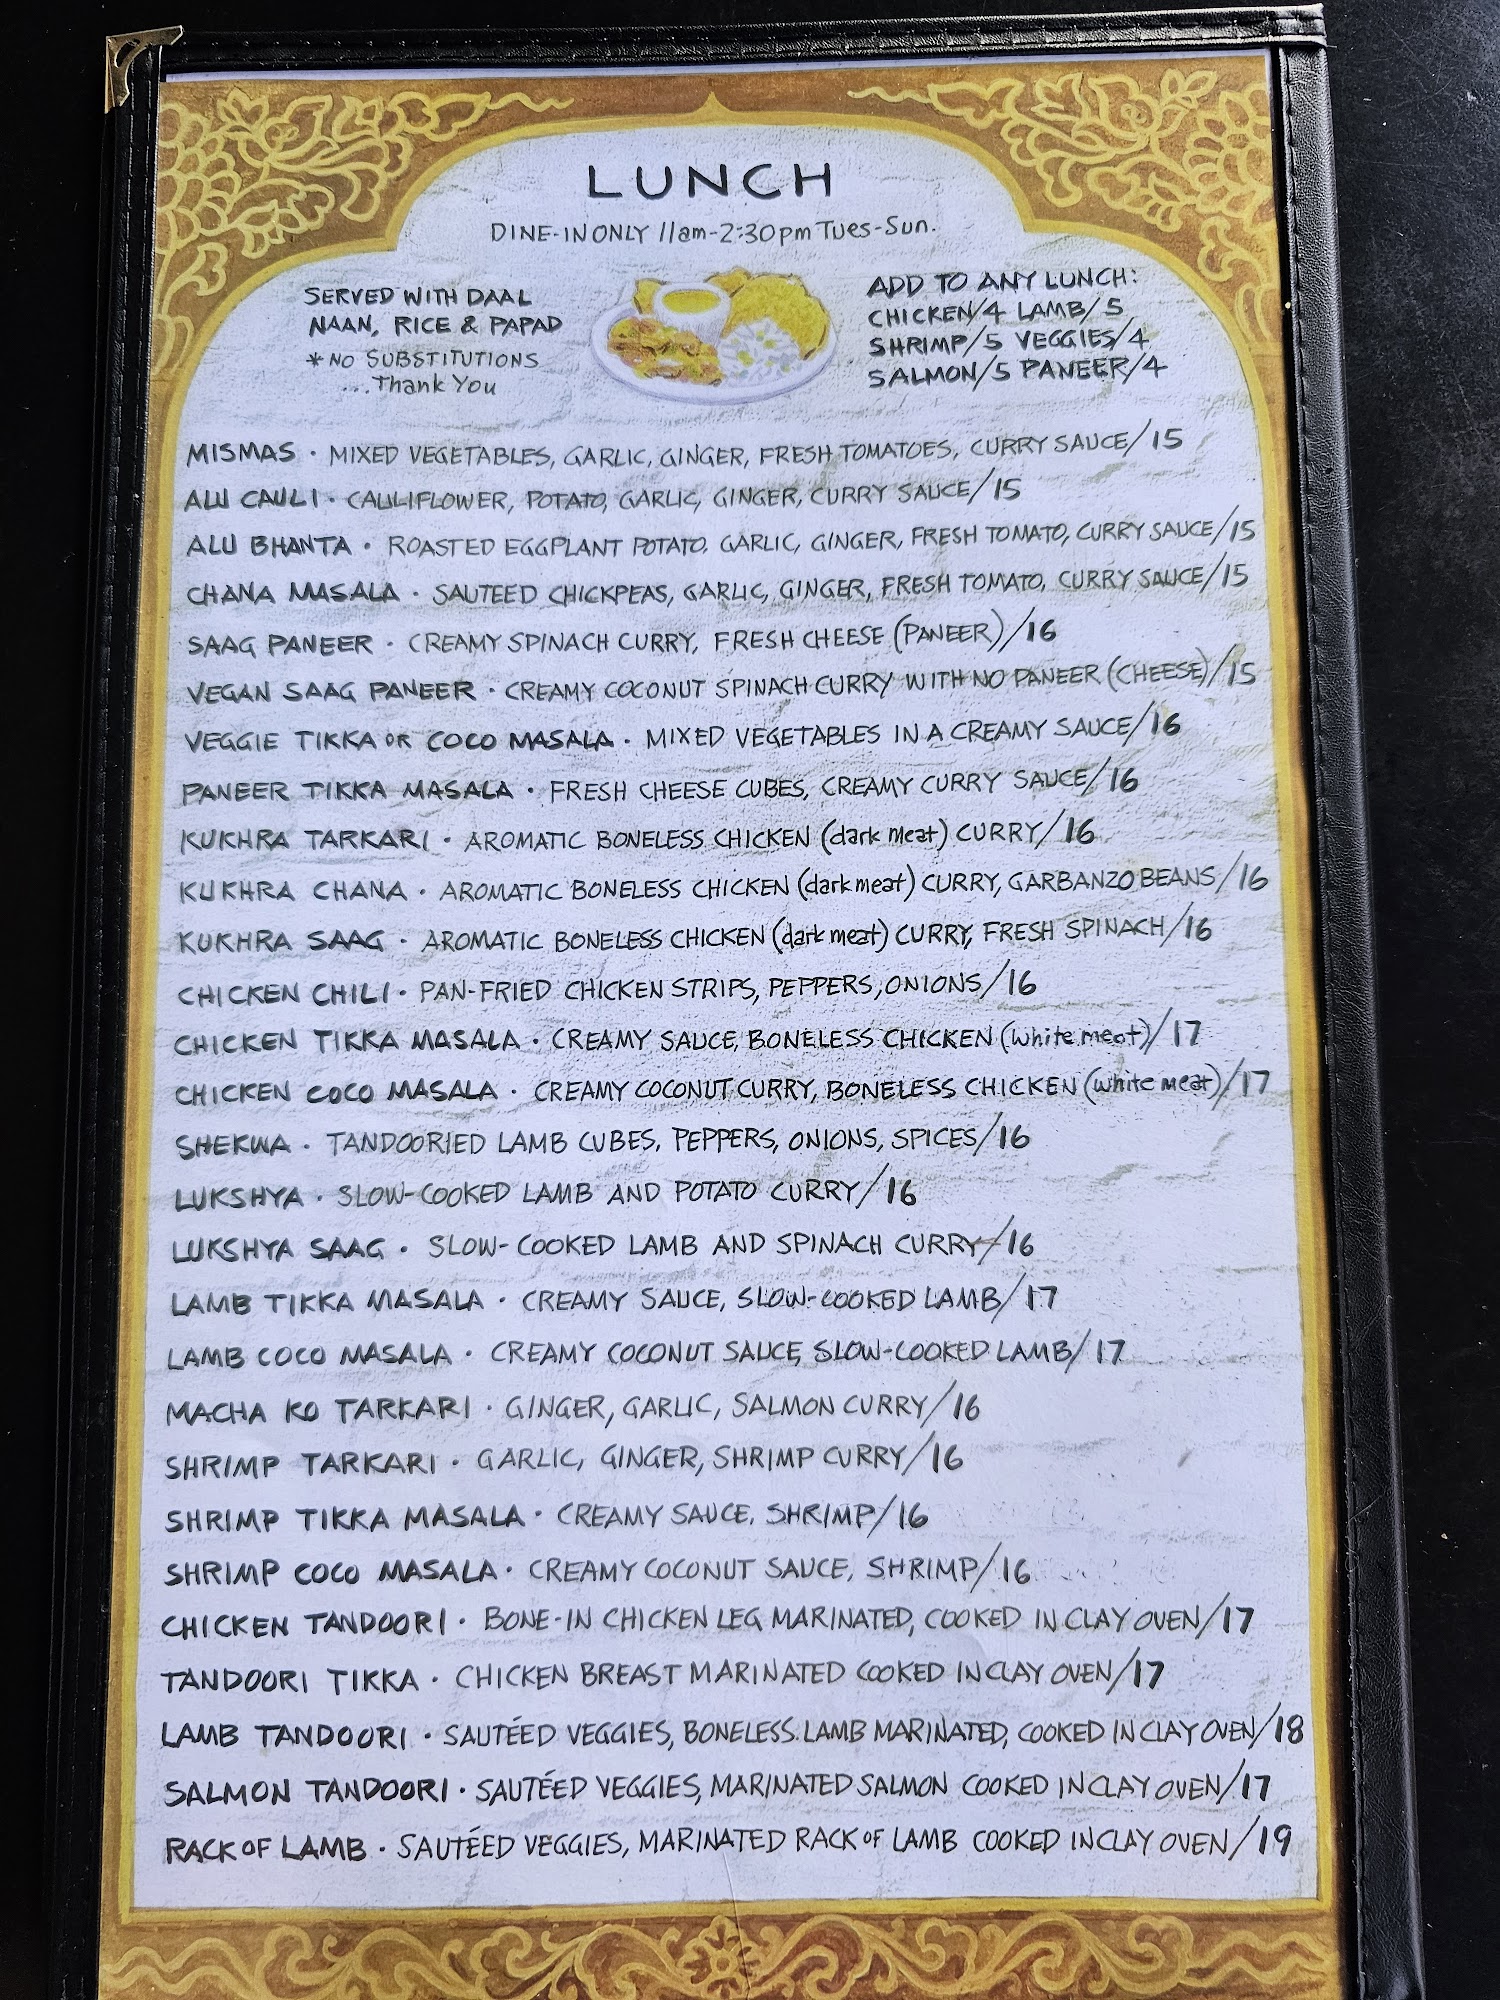 LUNCH
DINE-IN ONLY 11am-2:30pm Tues-Sun.
SERVED WITH DAAL
NAAN, RICE & PAPAD
*NO SUBSTITUTIONS
...Thank You
ADD TO ANY LUNCH:
CHICKEN/4 LAMB/5
SHRIMP/5 VEGGIES/4
SALMON/5 PANEER/4
MISMAS · MIXED VEGETABLES, GARLIC, GINGER, FRESH TOMATOES, CURRY SAUCE/15
ALU CAULI · CAULIFLOWER, POTATO, GARLIC, GINGER, CURRY SAUCE/15
ALU BHANTA · ROASTED EGGPLANT POTATO, GARLIC, GINGER, FRESH TOMATO, CURRY SAUCE/15
CHANA MASALA · SAUTEED CHICKPEAS, GARLIC, GINGER, FRESH TOMATO, CURRY SAUCE/15
SAAG PANEER · CREAMY SPINACH CURRY, FRESH CHEESE (PANEER)/16
VEGAN SAAG PANEER · CREAMY COCONUT SPINACH CURRY WITH NO PANEER (CHEESE)/15
VEGGIE TIKKA OR COCO MASALA · MIXED VEGETABLES IN A CREAMY SAUCE/16
PANEER TIKKA MASALA · FRESH CHEESE CUBES, CREAMY CURRY SAUCE/16
KUKHRA TARKARI · AROMATIC BONELESS CHICKEN (dark meat) CURRY/16
KUKHRA CHANA · AROMATIC BONELESS CHICKEN (dark meat) CURRY, GARBANZO BEANS/16
KUKHRA SAAG · AROMATIC BONELESS CHICKEN (dark meat) CURRY, FRESH SPINACH/16
CHICKEN CHILI · PAN-FRIED CHICKEN STRIPS, PEPPERS, ONIONS/16
CHICKEN TIKKA MASALA · CREAMY SAUCE, BONELESS CHICKEN (white meat)/17
CHICKEN COCO MASALA · CREAMY COCONUT CURRY, BONELESS CHICKEN (white meat)/17
SHEKWA · TANDOORIED LAMB CUBES, PEPPERS, ONIONS, SPICES/16
LUKSHYA · SLOW-COOKED LAMB AND POTATO CURRY/16
LUKSHYA SAAG · SLOW-COOKED LAMB AND SPINACH CURRY/16
LAMB TIKKA MASALA · CREAMY SAUCE, SLOW-COOKED LAMB/17
LAMB COCO MASALA · CREAMY COCONUT SAUCE, SLOW-COOKED LAMB/17
MACHA KO TARKARI · GINGER, GARLIC, SALMON CURRY/16
SHRIMP TARKARI · GARLIC, GINGER, SHRIMP CURRY/16
SHRIMP TIKKA MASALA · CREAMY SAUCE, SHRIMP/16
SHRIMP COCO MASALA · CREAMY COCONUT SAUCE, SHRIMP/16
CHICKEN TANDOORI · BONE-IN CHICKEN LEG MARINATED, COOKED IN CLAY OVEN/17
TANDOORI TIKKA · CHICKEN BREAST MARINATED COOKED IN CLAY OVEN/17
LAMB TANDOORI · SAUTÉED VEGGIES, BONELESS LAMB MARINATED, COOKED IN CLAY OVEN/18
SALMON TANDOORI · SAUTÉED VEGGIES, MARINATED SALMON COOKED IN CLAY OVEN/17
RACK OF LAMB · SAUTÉED VEGGIES, MARINATED RACK OF LAMB COOKED IN CLAY OVEN/19